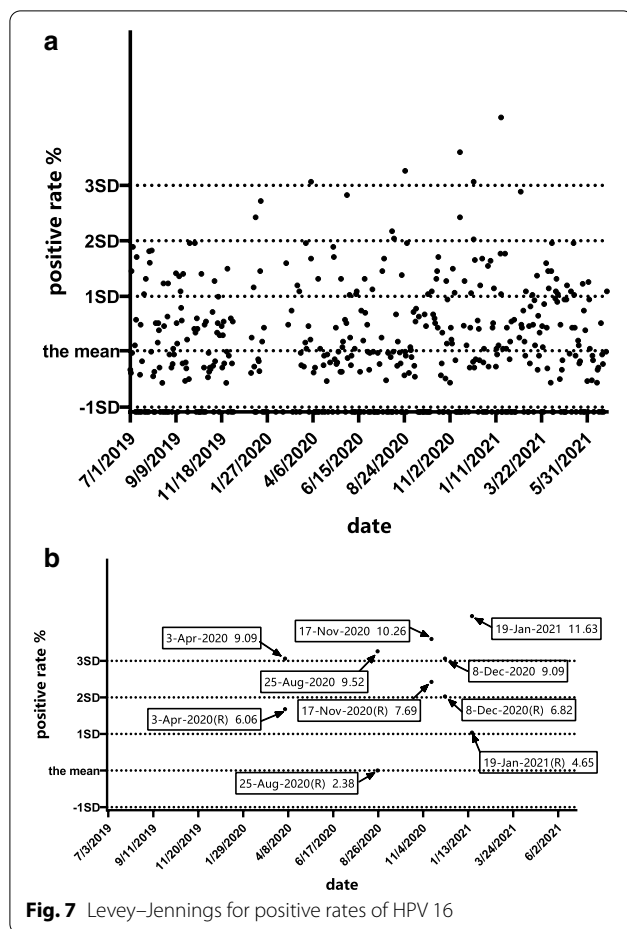 a
positive rate %
3SD
2SD
1SD
the mean
-1SD
7/1/2019
9/9/2019
11/18/2019
1/27/2020
4/6/2020
6/15/2020
8/24/2020
11/2/2020
1/11/2021
3/22/2021
5/31/2021
date
b
positive rate %
3SD
2SD
1SD
the mean
-1SD
3-Apr-2020 9.09
17-Nov-2020 10.26
19-Jan-2021 11.63
25-Aug-2020 9.52
8-Dec-2020 9.09
3-Apr-2020(R) 6.06
17-Nov-2020(R) 7.69
8-Dec-2020(R) 6.82
19-Jan-2021(R) 4.65
25-Aug-2020(R) 2.38
7/3/2019
9/11/2019
11/20/2019
1/29/2020
4/8/2020
6/17/2020
8/26/2020
11/4/2020
1/13/2021
3/24/2021
6/2/2021
date
Fig. 7 Levey–Jennings for positive rates of HPV 16